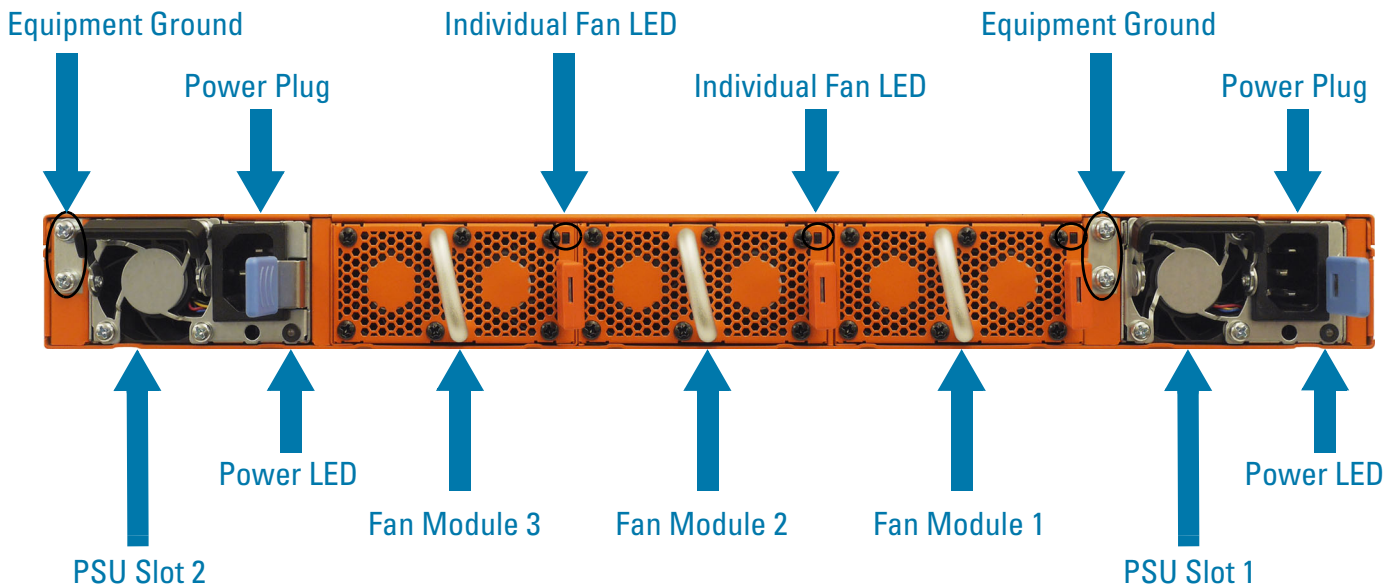 Equipment Ground
Individual Fan LED
Equipment Ground
Power Plug
Individual Fan LED
Power Plug
Power LED
Power LED
Fan Module 3
Fan Module 2
Fan Module 1
PSU Slot 2
PSU Slot 1